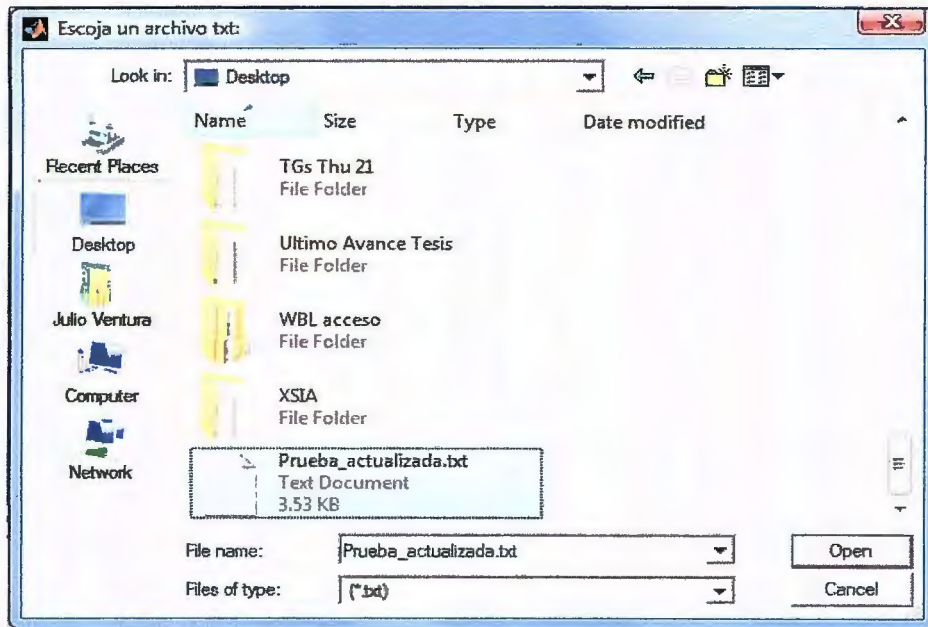 Escoja un archivo txt:
Look in: Desktop
Name Size Type Date modified
Recent Places
Desktop
Julio Ventura
Computer
Network
TGs Thu 21
File Folder
Ultimo Avance Tesis
File Folder
WBL acceso
File Folder
XSIA
File Folder
Prueba_actualizada.txt
Text Document
3.53 KB
File name: Prueba_actualizada.txt Open
Files of type: (*.txt) Cancel